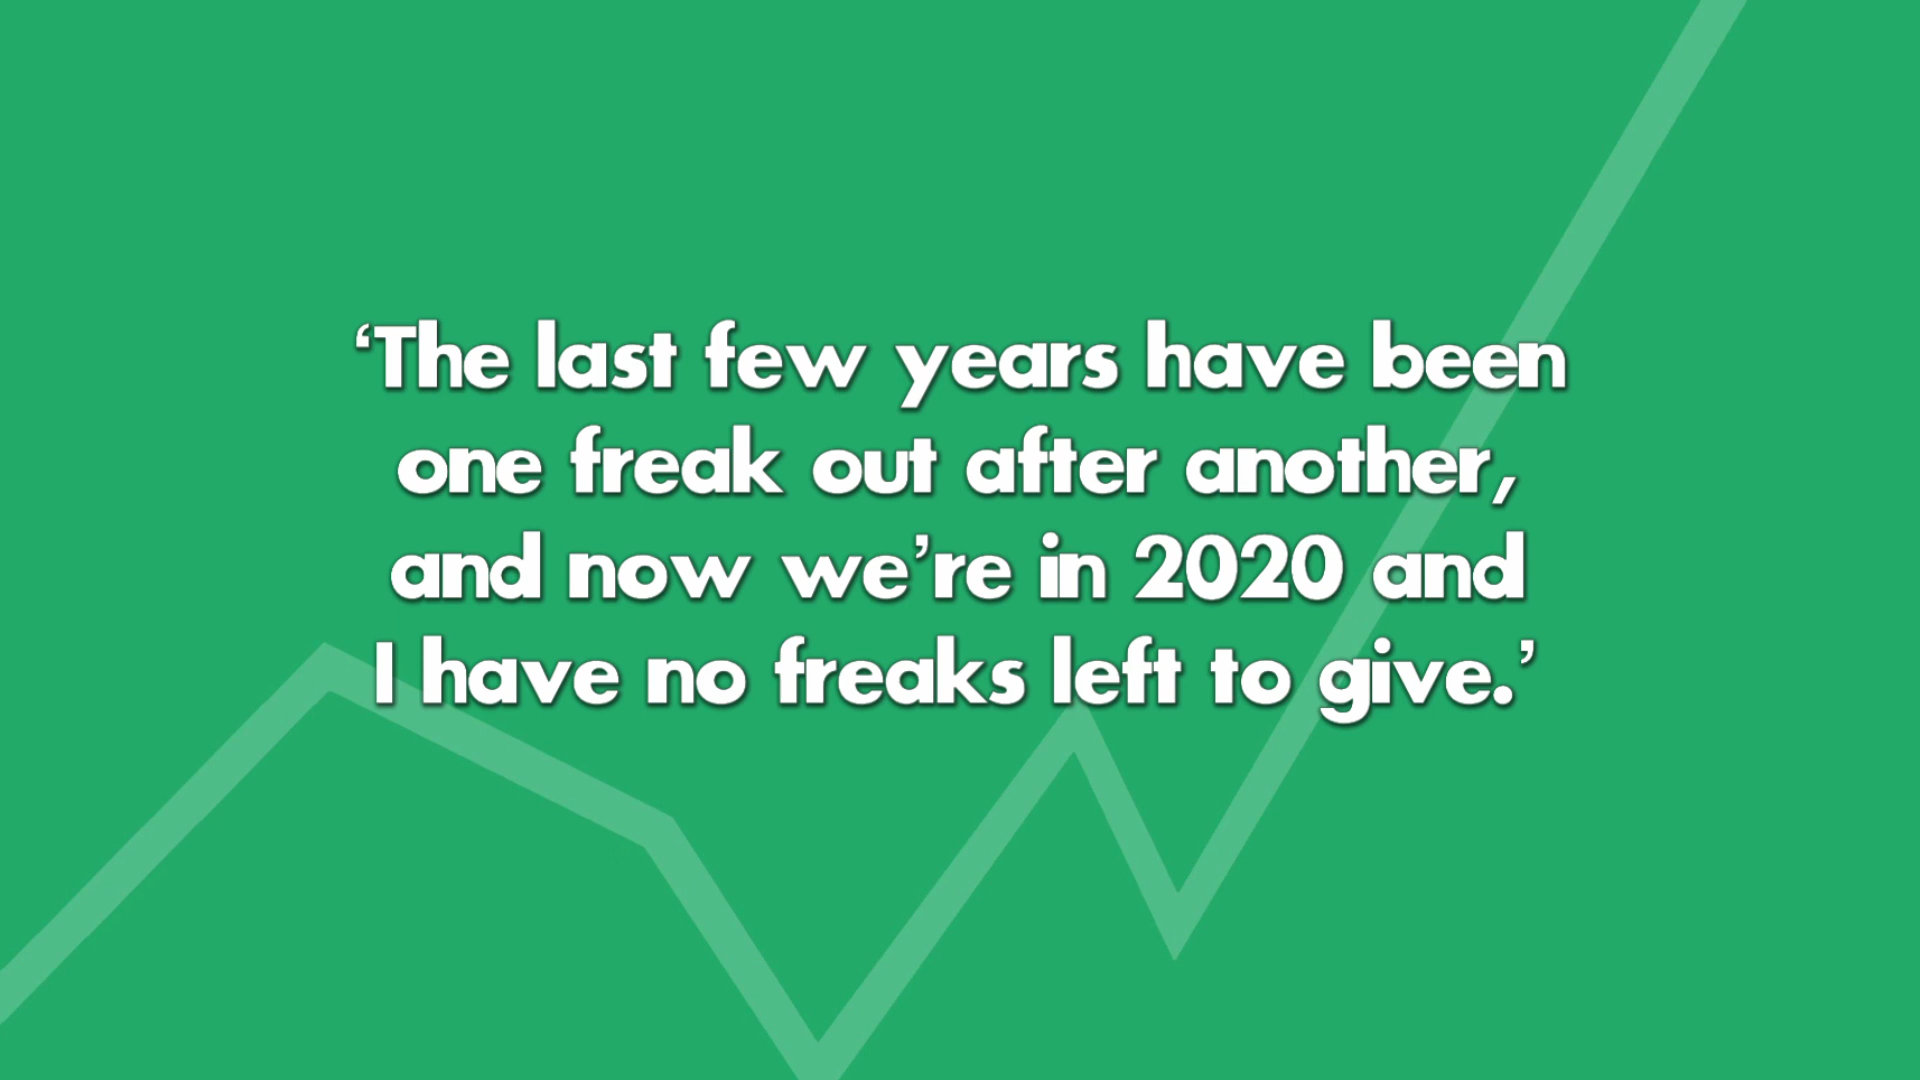 ‘The last few years have been
one freak out after another,
and now we’re in 2020 and
I have no freaks left to give.’